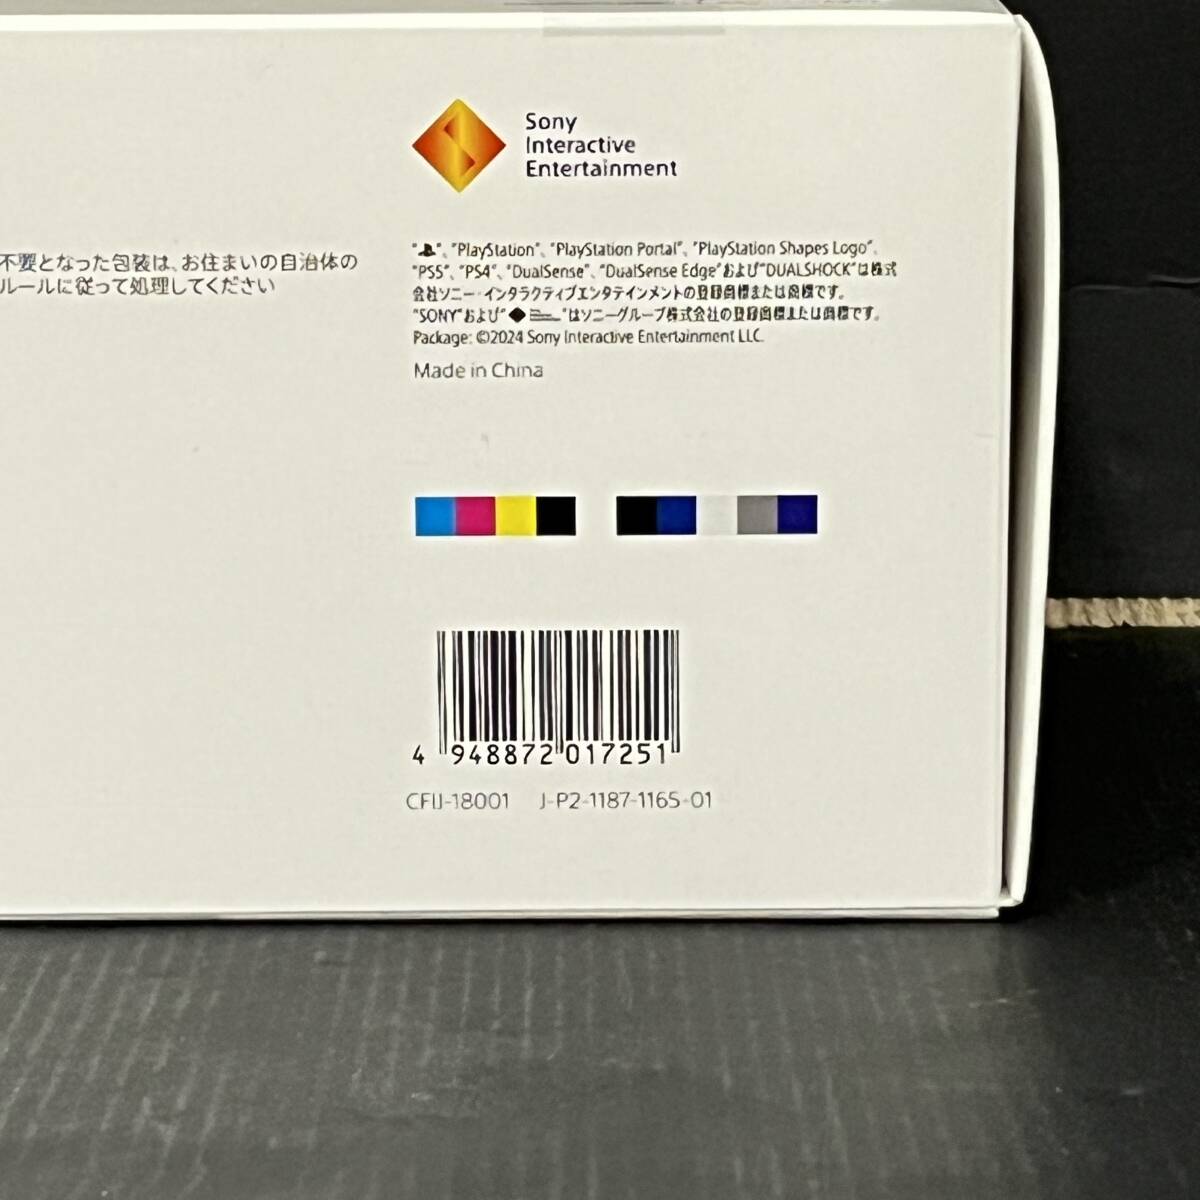 Sony
Interactive
Entertainment
不要となった包装は、お住まいの自治体の
ルールに従って処理してください
"", "PlayStation", "PlayStation Portal", "PlayStation Shapes Logo",
"PS5", "PS4", "DualSense", "DualSense Edge"および"DUALSHOCK"は株式
会社ソニー・インタラクティブエンタテインメントの登録商標または商標です。
"SONY"および"◆"はソニーグループ株式会社の登録商標または商標です。
Package: ©2024 Sony Interactive Entertainment LLC.
Made in China
4 948872 017251
CFIJ-18001 J-P2-1187-1165-01